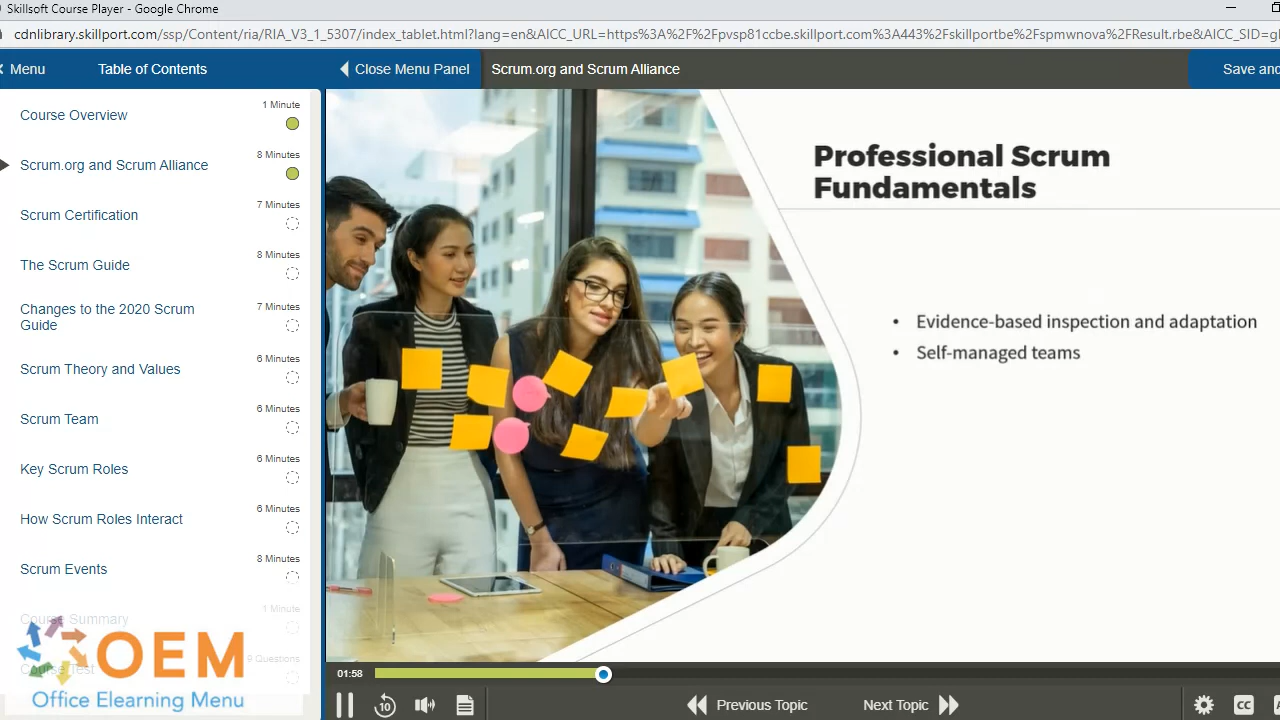 Skillsoft Course Player - Google Chrome
cdnlibrary.skillport.com/ssp/Content/ria/RIA_V3_1_5307/index_tablet.html?lang=en&AICC_URL=https%3A%2F%2Fpvsp81ccbe.skillport.com%3A443%2Fskillportbe%2Fspmwnova%2FResult.rbe&AICC_SID=gl
Menu
Table of Contents
Close Menu Panel
Scrum.org and Scrum Alliance
Save and
Course Overview
1 Minute
Scrum.org and Scrum Alliance
8 Minutes
Scrum Certification
7 Minutes
The Scrum Guide
8 Minutes
Changes to the 2020 Scrum
Guide
7 Minutes
Scrum Theory and Values
6 Minutes
Scrum Team
6 Minutes
Key Scrum Roles
6 Minutes
How Scrum Roles Interact
6 Minutes
Scrum Events
8 Minutes
Course Summary
1 Minute
Course Test
9 Questions
OEM
Office Elearning Menu
Professional Scrum
Fundamentals
• Evidence-based inspection and adaptation
• Self-managed teams
01:58
10
Previous Topic
Next Topic
CC